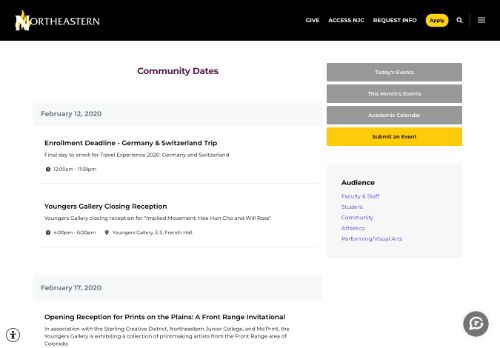 NORTHEASTERN
GIVE ACCESS NJC REQUEST INFO Apply
Community Dates
February 12, 2020
Enrollment Deadline - Germany & Switzerland Trip
Final day to enroll for Travel Experience 2020: Germany and Switzerland
12:00am - 11:59pm
Youngers Gallery Closing Reception
Youngers Gallery closing reception for "Implied Movement: Hee Hun Cho and Will Ross"
4:00pm - 6:00pm Youngers Gallery, E.S. French Hall
February 17, 2020
Opening Reception for Prints on the Plains: A Front Range Invitational
In association with the Sterling Creative District, Northeastern Junior College, and Mo'Print, the
Youngers Gallery is exhibiting a collection of printmaking artists from the Front Range area of
Colorado.
Today's Events
This Month's Events
Academic Calendar
Submit an Event
Audience
Faculty & Staff
Student
Community
Athletics
Performing/Visual Arts